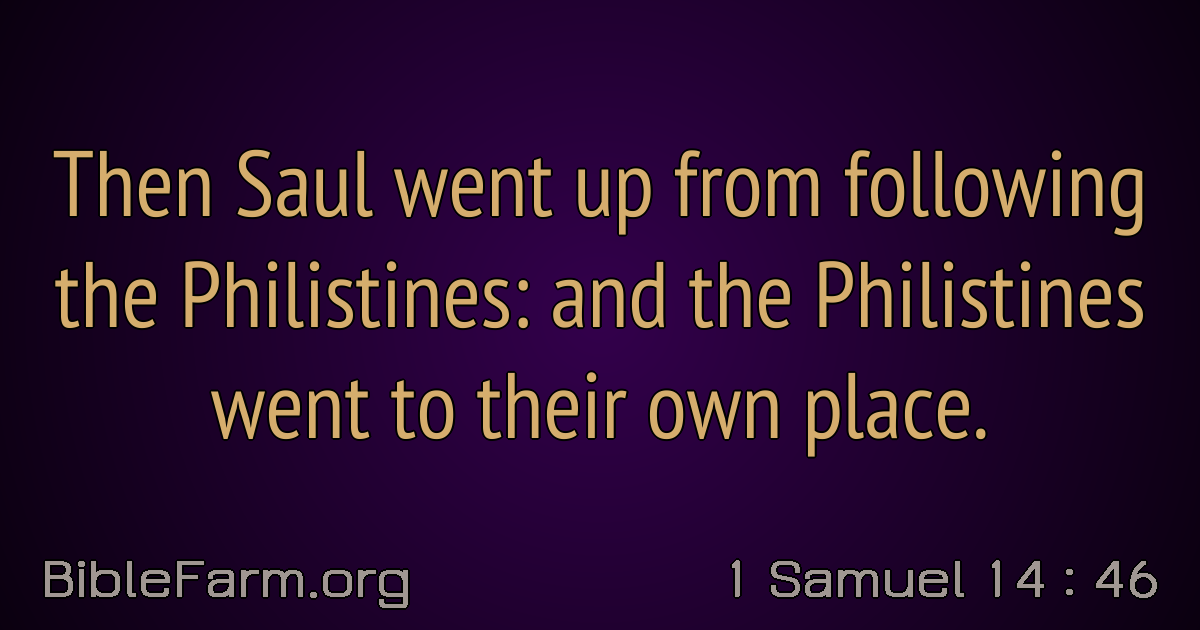 Then Saul went up from following
the Philistines: and the Philistines
went to their own place.
BibleFarm.org
1 Samuel 14 : 46